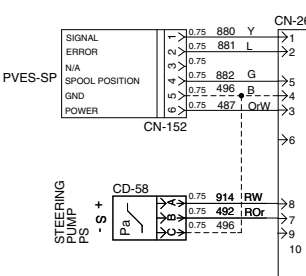 CN-26
PVES-SP
SIGNAL 1 0.75 880 Y 1
ERROR 2 0.75 881 L 2
N/A 3 0.75
SPOOL POSITION 4 0.75 882 G 5
GND 5 0.75 496 B 4
POWER 6 0.75 487 OrW 3
CN-152
6
STEERING
PUMP
PS
+ S -
CD-58
Pa
A 0.75 914 RW 8
B 0.75 492 ROr 7
C 0.75 496 9
10